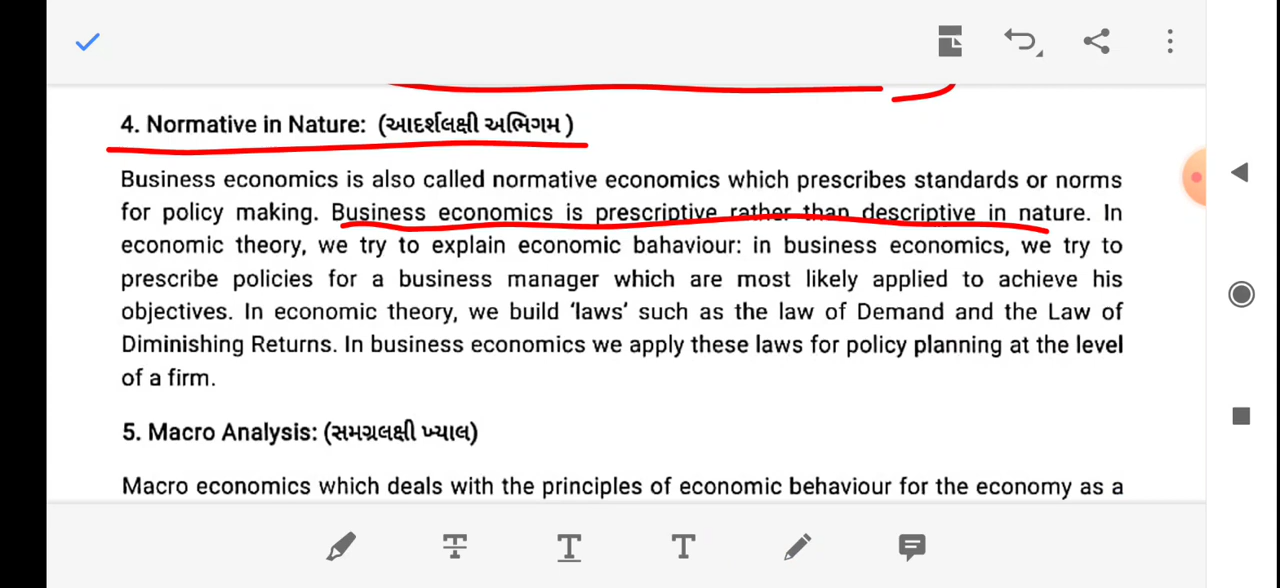 4. Normative in Nature: (આદર્શલક્ષી અભિગમ )
Business economics is also called normative economics which prescribes standards or norms
for policy making. Business economics is prescriptive rather than descriptive in nature. In
economic theory, we try to explain economic bahaviour: in business economics, we try to
prescribe policies for a business manager which are most likely applied to achieve his
objectives. In economic theory, we build ‘laws’ such as the law of Demand and the Law of
Diminishing Returns. In business economics we apply these laws for policy planning at the level
of a firm.
5. Macro Analysis: (સમગ્રલક્ષી ખ્યાલ)
Macro economics which deals with the principles of economic behaviour for the economy as a